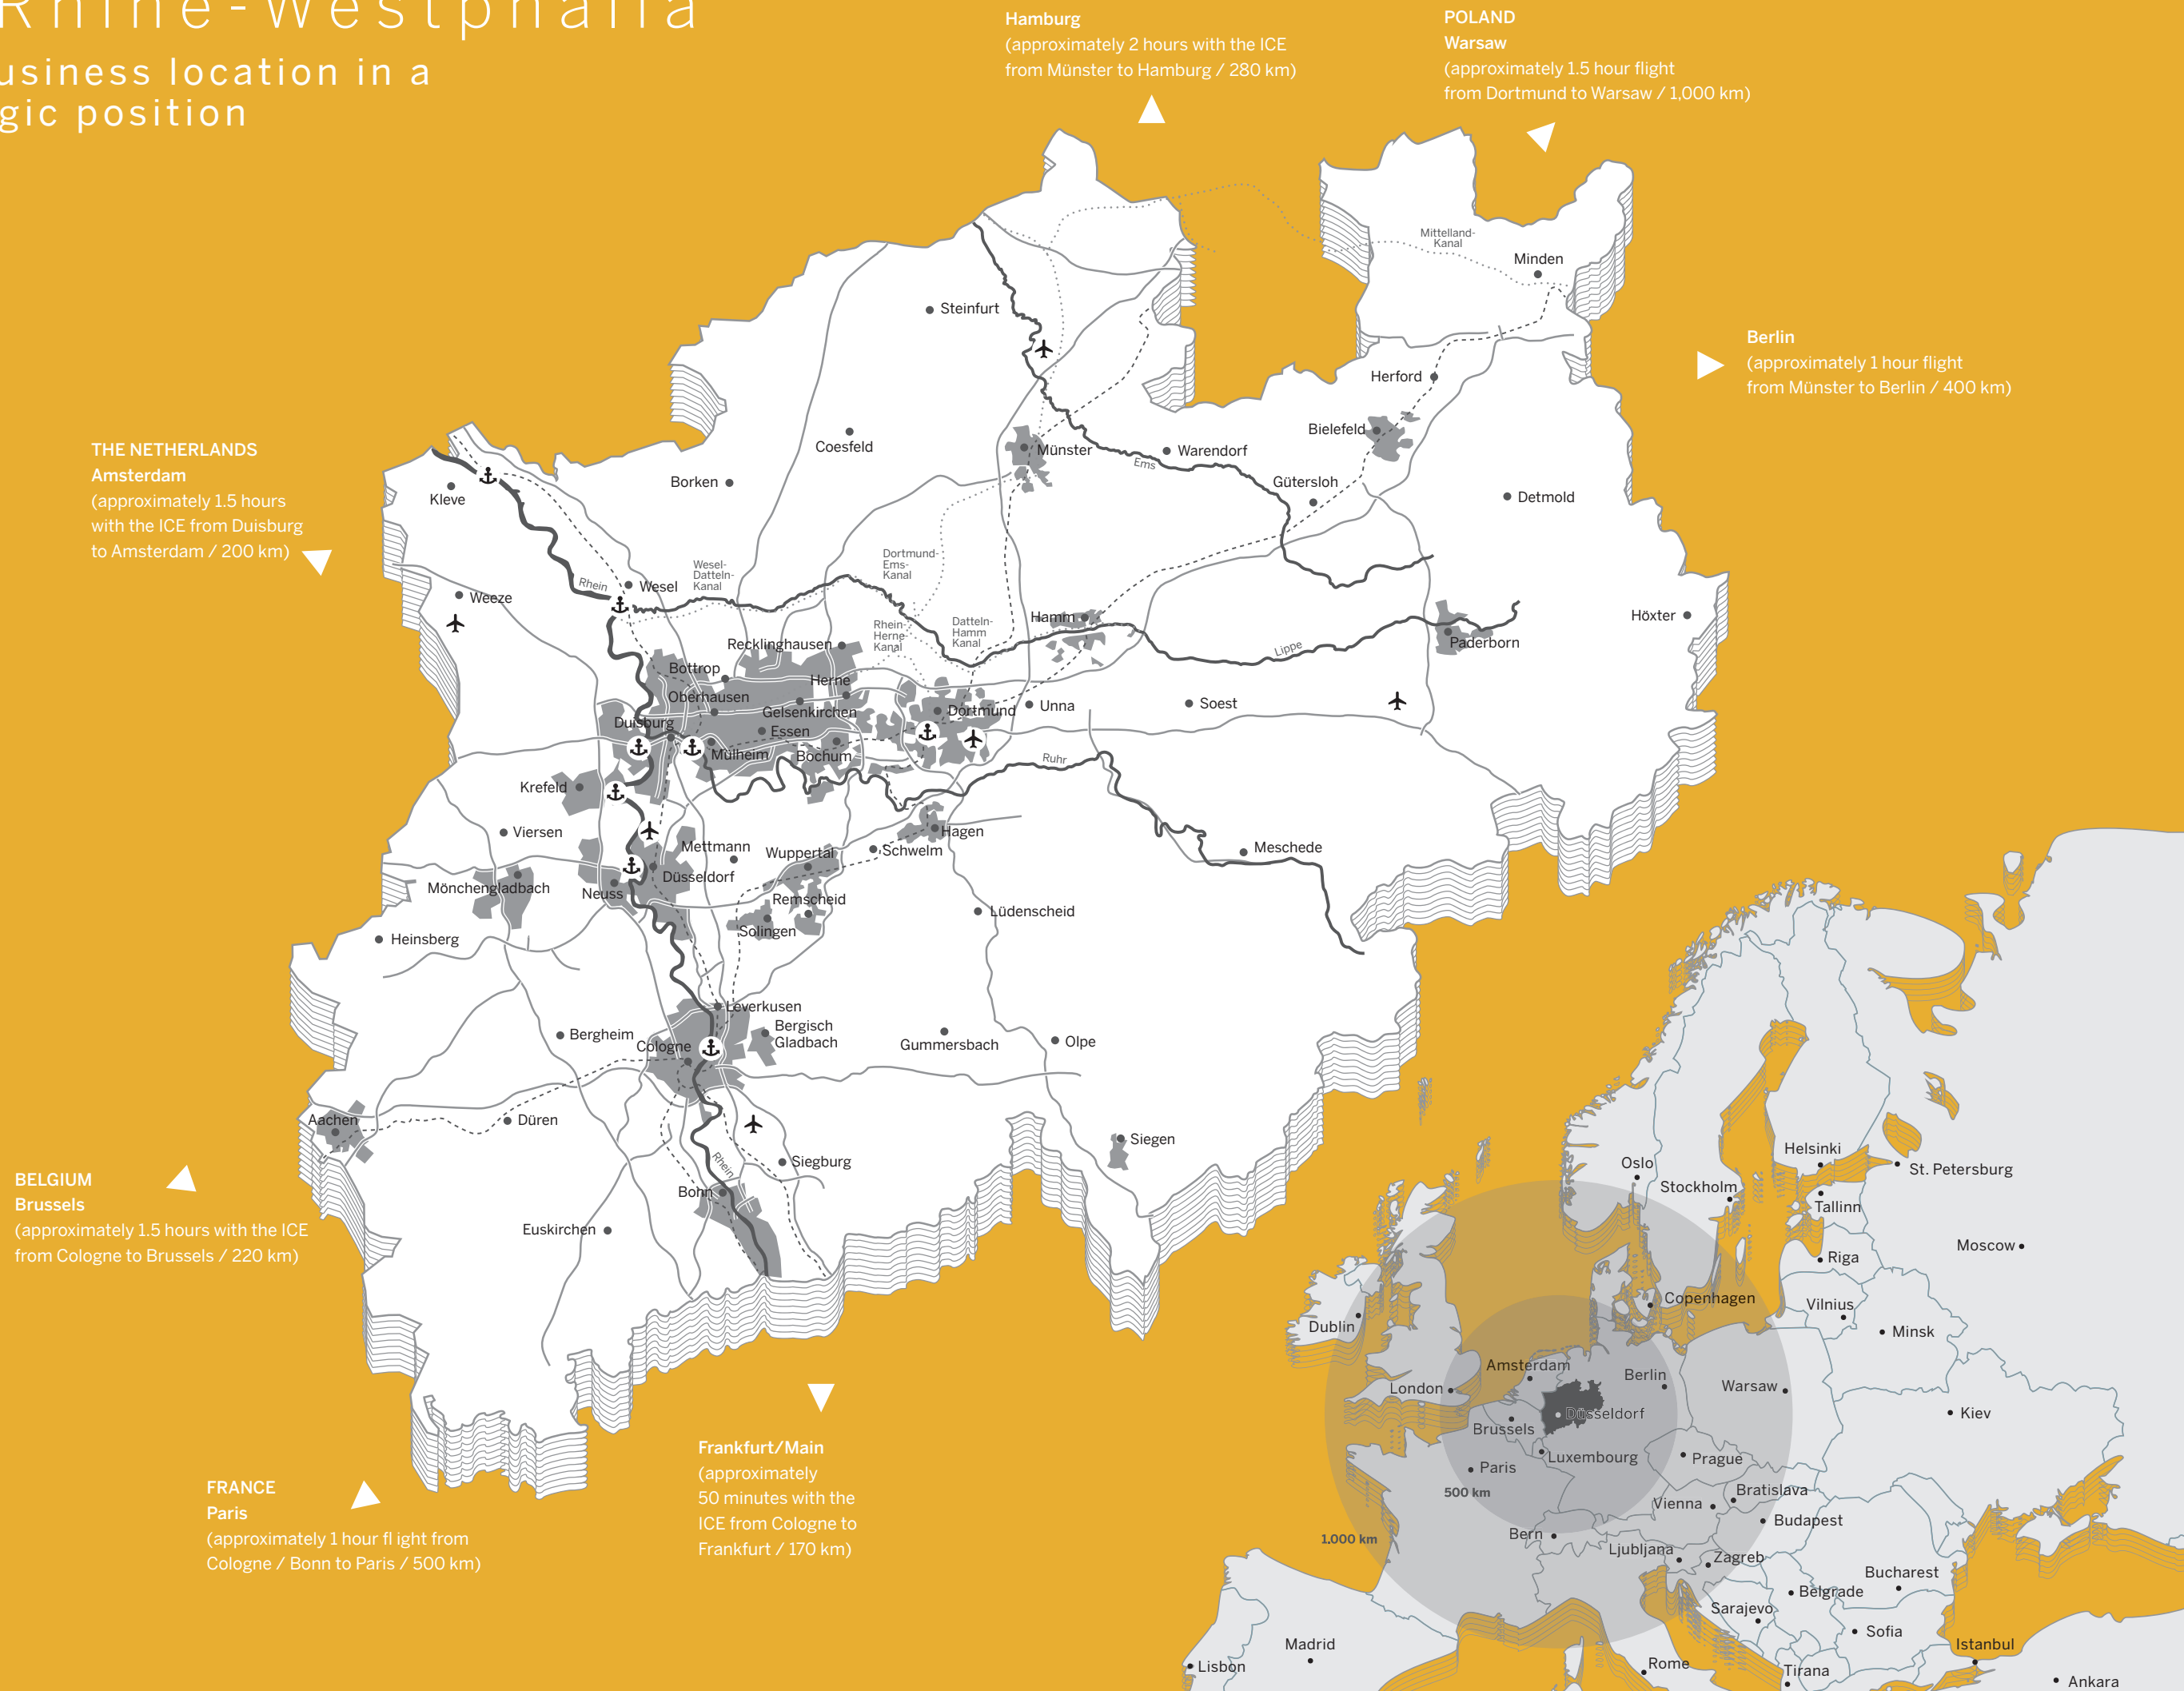 Rhine-Westphalia
usiness location in a
gic position
Hamburg
(approximately 2 hours with the ICE
from Münster to Hamburg / 280 km)
POLAND
Warsaw
(approximately 1.5 hour flight
from Dortmund to Warsaw / 1,000 km)
Berlin
(approximately 1 hour flight
from Münster to Berlin / 400 km)
THE NETHERLANDS
Amsterdam
(approximately 1.5 hours
with the ICE from Duisburg
to Amsterdam / 200 km)
BELGIUM
Brussels
(approximately 1.5 hours with the ICE
from Cologne to Brussels / 220 km)
FRANCE
Paris
(approximately 1 hour fl ight from
Cologne / Bonn to Paris / 500 km)
Frankfurt/Main
(approximately
50 minutes with the
ICE from Cologne to
Frankfurt / 170 km)
Mittelland-
Kanal
Minden
Steinfurt
Herford
Bielefeld
Coesfeld
Münster
Warendorf
Ems
Borken
Gütersloh
Detmold
Kleve
Rhein
Wesel
Wesel-
Datteln-
Kanal
Dortmund-
Ems-
Kanal
Weeze
Rhein-
Herne-
Kanal
Datteln-
Hamm
Kanal
Hamm
Höxter
Paderborn
Lippe
Recklinghausen
Bottrop
Herne
Oberhausen
Gelsenkirchen
Dortmund
Unna
Soest
Duisburg
Essen
Mülheim
Bochum
Ruhr
Krefeld
Viersen
Hagen
Mettmann
Wuppertal
Schwelm
Meschede
Düsseldorf
Mönchengladbach
Neuss
Remscheid
Solingen
Lüdenscheid
Heinsberg
Leverkusen
Bergisch
Gladbach
Bergheim
Cologne
Gummersbach
Olpe
Aachen
Düren
Siegen
Siegburg
Rhein
Bonn
Euskirchen
Helsinki
Oslo
St. Petersburg
Stockholm
Tallinn
Moscow
Riga
Copenhagen
Vilnius
Dublin
Minsk
Amsterdam
Berlin
London
Warsaw
Düsseldorf
Kiev
Brussels
Luxembourg
Prague
Paris
500 km
Vienna
Bratislava
Budapest
1.000 km
Bern
Ljubljana
Zagreb
Bucharest
Belgrade
Sarajevo
Sofia
Madrid
Istanbul
Lisbon
Rome
Tirana
Ankara